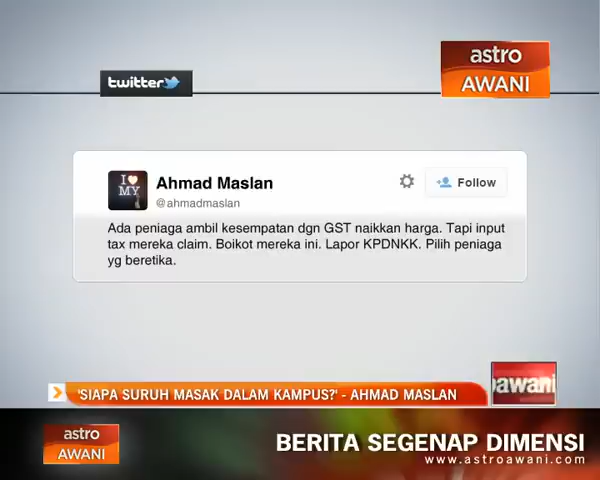 twitter
astro
AWANI
I ♥
MY
Ahmad Maslan
@ahmadmaslan
Follow
Ada peniaga ambil kesempatan dgn GST naikkan harga. Tapi input
tax mereka claim. Boikot mereka ini. Lapor KPDNKK. Pilih peniaga
yg beretika.
'SIAPA SURUH MASAK DALAM KAMPUS?' - AHMAD MASLAN
awani
astro
AWANI
BERITA SEGENAP DIMENSI
www.astroawani.com